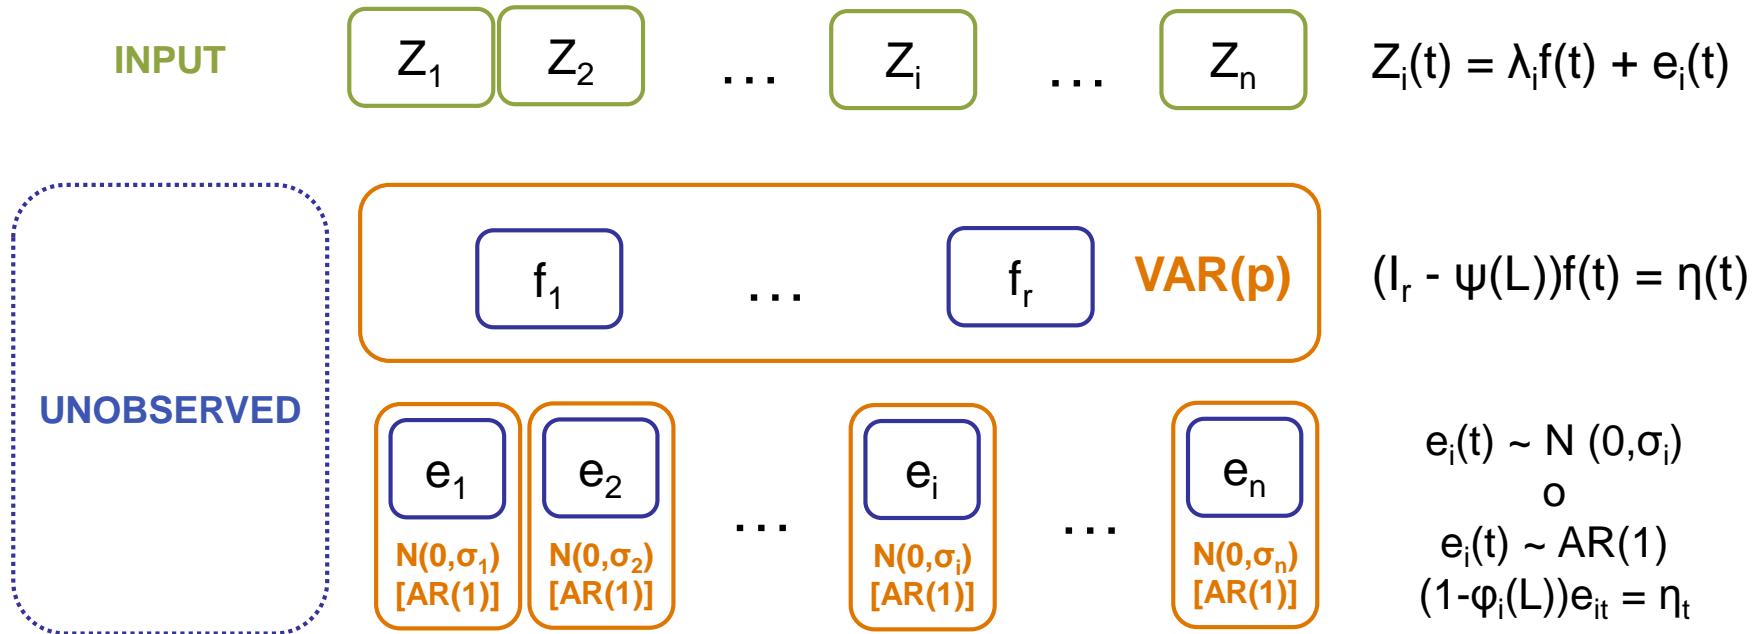 INPUT Z₁ Z₂ ... Zᵢ ... Zₙ Zᵢ(t) = λᵢf(t) + eᵢ(t)
f₁ ... fᵣ VAR(p) (Iᵣ - ψ(L))f(t) = η(t)
UNOBSERVED
e₁ e₂ ... eᵢ ... eₙ
N(0,σ₁) N(0,σ₂) N(0,σᵢ) N(0,σₙ)
[AR(1)] [AR(1)] [AR(1)] [AR(1)]
eᵢ(t) ~ N (0,σᵢ)
o
eᵢ(t) ~ AR(1)
(1-φᵢ(L))eᵢₜ = ηₜ